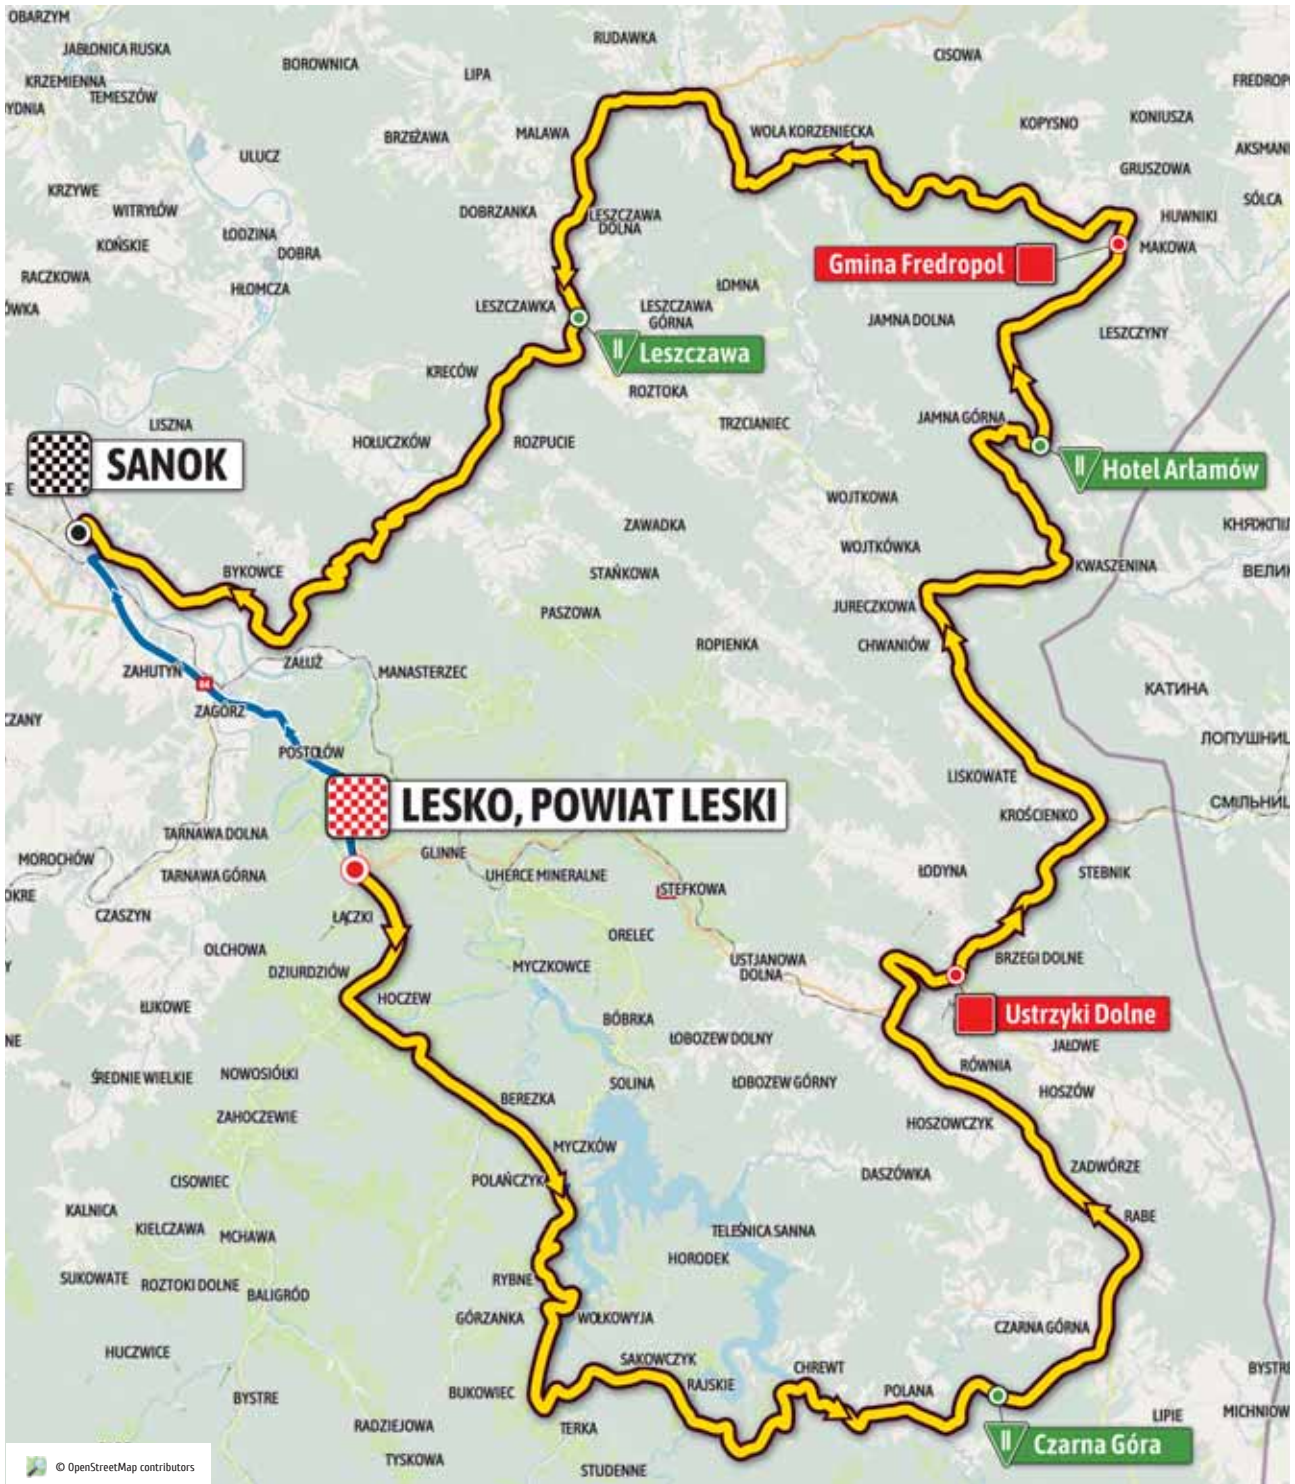 OBARZYM
JABŁONICA RUSKA
KRZEMIENNA
TEMESZÓW
BOROWNICA
LIPA
RUDAWKA
CISOWA
KOPYSNO
KONIUSZA
BRZEŻAWA
MALAWA
WOLA KORZENIECKA
GRUSZOWA
ULUCZ
KRZYWE
WITRYŁÓW
KOŃSKIE
ŁODZINA
DOBRA
DOBRZANKA
LESZCZAWA
DOLNA
HUWNIKI
SÓLCA
MAKOWA
Gmina Fredropol
RACZKOWA
HŁOMCZA
LESZCZAWKA
LESZCZAWA
GÓRNA
ŁOMNA
JAMNA DOLNA
LESZCZYNY
II Leszczawa
KRECÓW
ROZTOKA
LISZNA
HOŁUCZKÓW
ROZPUCIE
TRZCIANIEC
JAMNA GÓRNA
SANOK
II Hotel Arłamów
WOJTKOWA
ZAWADKA
WOJTKÓWKA
BYKOWCE
STAŃKOWA
KWASZENINA
PASZOWA
JURECZKOWA
ROPIENKA
CHWANIÓW
ZAHUTYŃ
ZAŁUŻ
MANASTERZEC
84
ZAGÓRZ
КАТИНА
POSTOŁÓW
LISKOWATE
LESKO, POWIAT LESKI
KROŚCIENKO
TARNAWA DOLNA
GLINNE
MOROCHÓW
TARNAWA GÓRNA
UHERCE MINERALNE
STEFKOWA
ŁODYNA
STEBNIK
CZASZYN
ŁĄCZKI
OLCHOWA
ORELEC
DZIURDZIÓW
MYCZKOWCE
USTJANOWA
DOLNA
BRZEGI DOLNE
ŁUKOWE
HOCZEW
BÓBRKA
Ustrzyki Dolne
ŁOBOZEW DOLNY
JAŁOWE
ŚREDNIE WIELKIE
NOWOSIÓŁKI
SOLINA
ŁOBOZEW GÓRNY
RÓWNIA
HOSZÓW
ZAHOCZEWIE
BEREZKA
HOSZOWCZYK
MYCZKÓW
CISOWIEC
POLAŃCZYK
DASZÓWKA
ZADWÓRZE
KALNICA
KIELCZAWA
MCHAWA
TELEŚNICA SANNA
RABE
HORODEK
SUKOWATE
ROZTOKI DOLNE
BALIGRÓD
RYBNE
GÓRZANKA
WOŁKOWYJA
CZARNA GÓRNA
HUCZWICE
SAKOWCZYK
CHREWT
BYSTRE
BUKOWIEC
RAJSKIE
POLANA
RADZIEJOWA
TERKA
LIPIE
II Czarna Góra
TYSKOWA
STUDENNE
© OpenStreetMap contributors